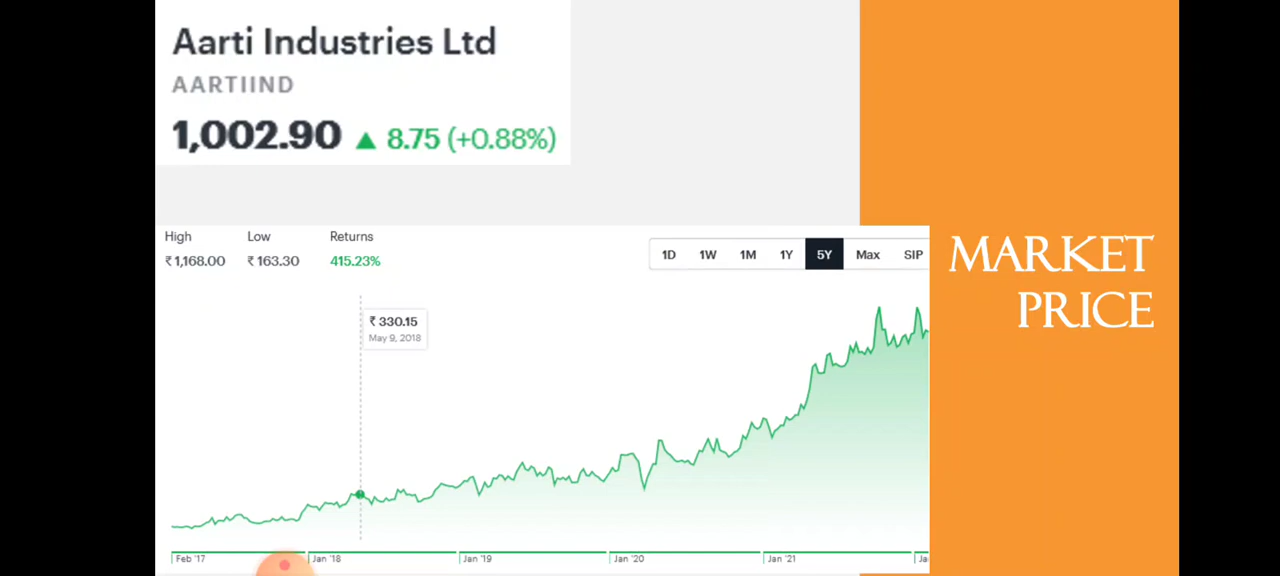 Aarti Industries Ltd
AARTIIND
1,002.90 ▲ 8.75 (+0.88%)
High Low Returns
₹1,168.00 ₹163.30 415.23%
1D 1W 1M 1Y 5Y Max SIP
MARKET
PRICE
₹330.15
May 9, 2018
Feb '17 Jan '18 Jan '19 Jan '20 Jan '21